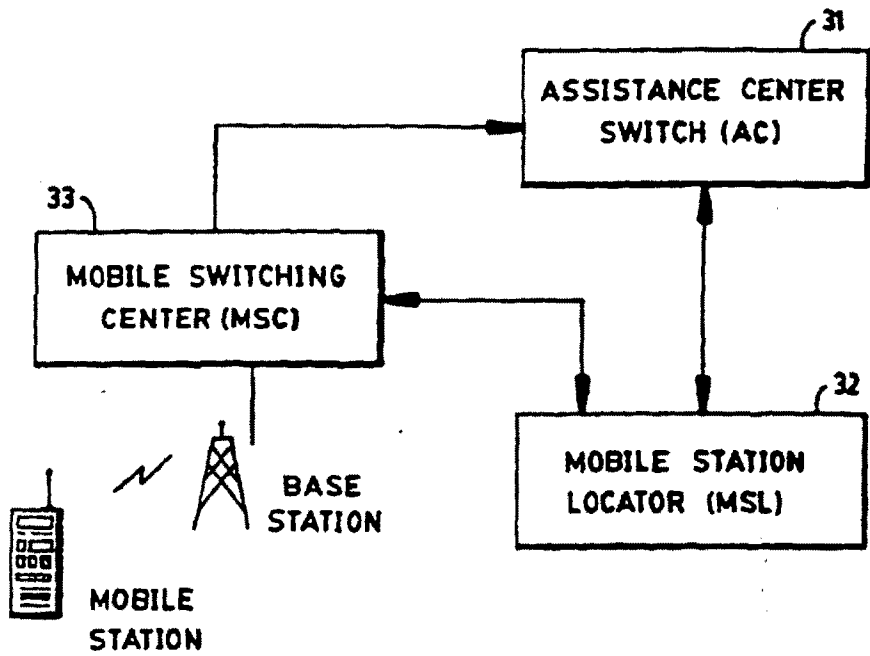 31
ASSISTANCE CENTER
SWITCH (AC)
33
MOBILE SWITCHING
CENTER (MSC)
32
MOBILE STATION
LOCATOR (MSL)
BASE
STATION
MOBILE
STATION